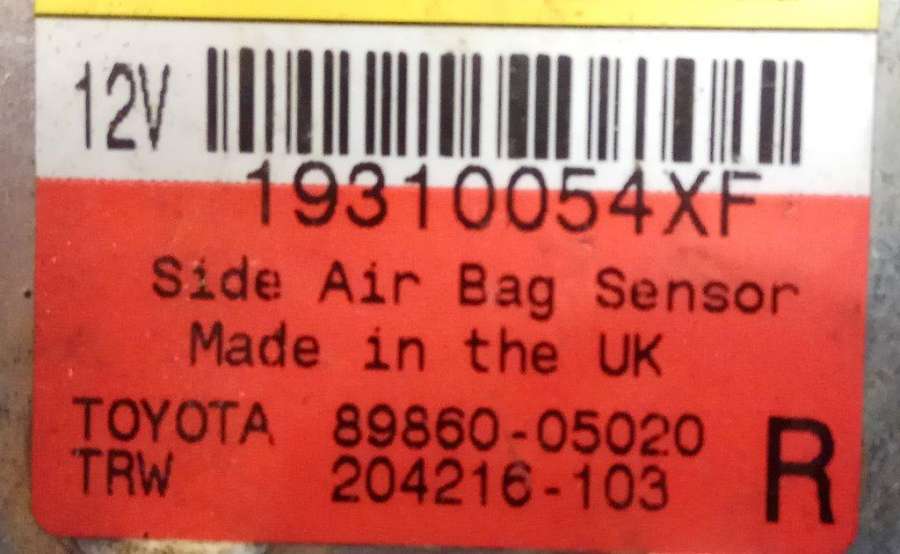 12V
19310054XF
Side Air Bag Sensor
Made in the UK
TOYOTA 89860-05020
TRW 204216-103
R